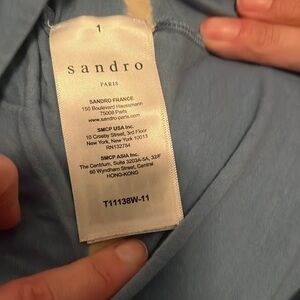 1
sandro
PARIS
SANDRO FRANCE
150 Boulevard Haussmann
75008 Paris
www.sandro-paris.com
SMCP USA Inc.
10 Crosby Street, 3rd Floor
New York, New York 10013
RN132784
SMCP ASIA Inc.
The Centrium, Suite 3203A-5A, 32/F
60 Wyndham Street, Central
HONG-KONG
T11138W-11